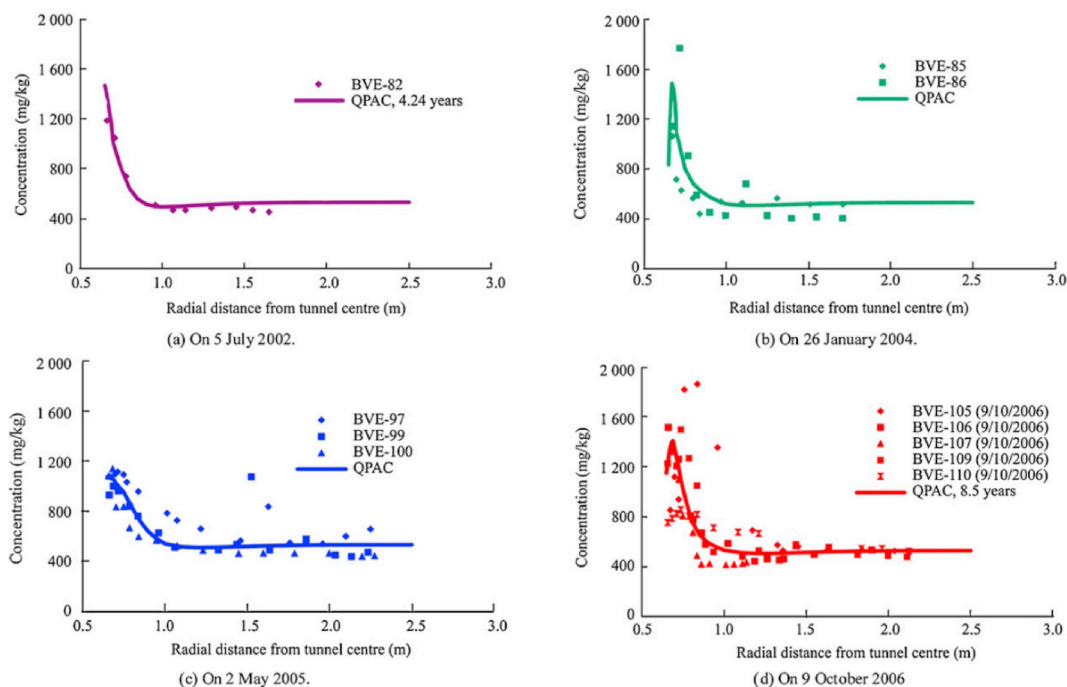 2 000
1 600
1 200
800
400
0
Concentration (mg/kg)
BVE-82
QPAC, 4.24 years
0.5 1.0 1.5 2.0 2.5 3.0
Radial distance from tunnel centre (m)
(a) On 5 July 2002.
2 000
1 600
1 200
800
400
0
Concentration (mg/kg)
BVE-85
BVE-86
QPAC
0.5 1.0 1.5 2.0 2.5 3.0
Radial distance from tunnel centre (m)
(b) On 26 January 2004.
2 000
1 600
1200
800
400
0
Concentration (mg/kg)
BVE-97
BVE-99
BVE-100
QPAC
0.5 1.0 1.5 2.0 2.5 3.0
Radial distance from tunnel centre (m)
(c) On 2 May 2005.
2 000
1 600
1 200
800
400
0
Concentration (mg/kg)
BVE-105 (9/10/2006)
BVE-106 (9/10/2006)
BVE-107 (9/10/2006)
BVE-109 (9/10/2006)
BVE-110 (9/10/2006)
QPAC, 8.5 years
0.5 1.0 1.5 2.0 2.5 3.0
Radial distance from tunnel centre (m)
(d) On 9 October 2006